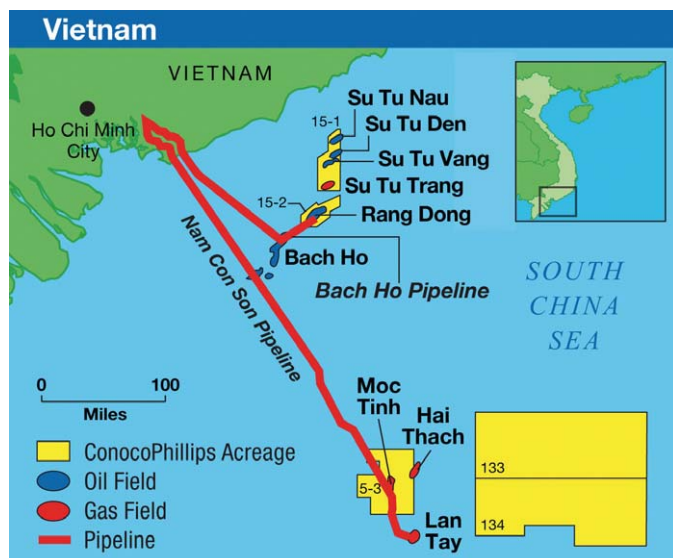 Vietnam
VIETNAM
Ho Chi Minh
City
15-1
Su Tu Nau
Su Tu Den
Su Tu Vang
Su Tu Trang
15-2
Rang Dong
Bach Ho
Bach Ho Pipeline
Nam Con Son Pipeline
SOUTH
CHINA
SEA
0 100
Miles
Moc
Tinh
Hai
Thach
5-3
Lan
Tay
133
134
ConocoPhillips Acreage
Oil Field
Gas Field
Pipeline